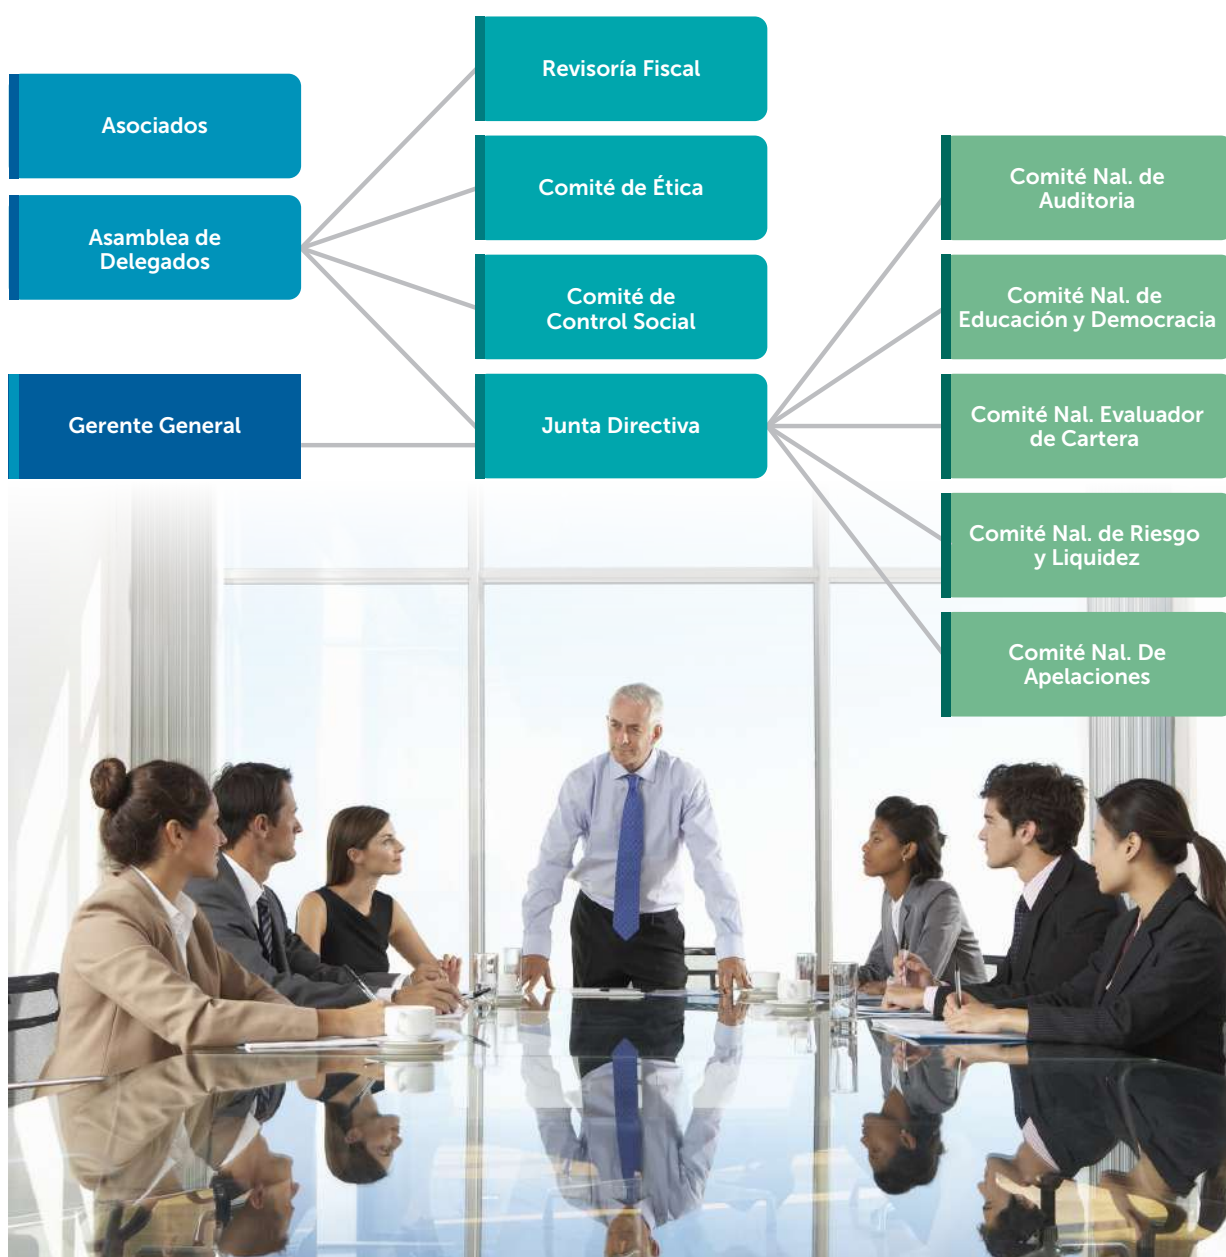 Asociados
Asamblea de
Delegados
Gerente General
Revisoría Fiscal
Comité de Ética
Comité de
Control Social
Junta Directiva
Comité Nal. de
Auditoria
Comité Nal. de
Educación y Democracia
Comité Nal. Evaluador
de Cartera
Comité Nal. de Riesgo
y Liquidez
Comité Nal. De
Apelaciones